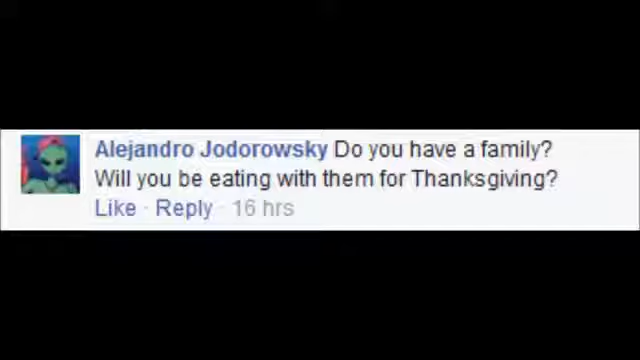 Alejandro Jodorowsky Do you have a family?
Will you be eating with them for Thanksgiving?
Like · Reply · 16 hrs